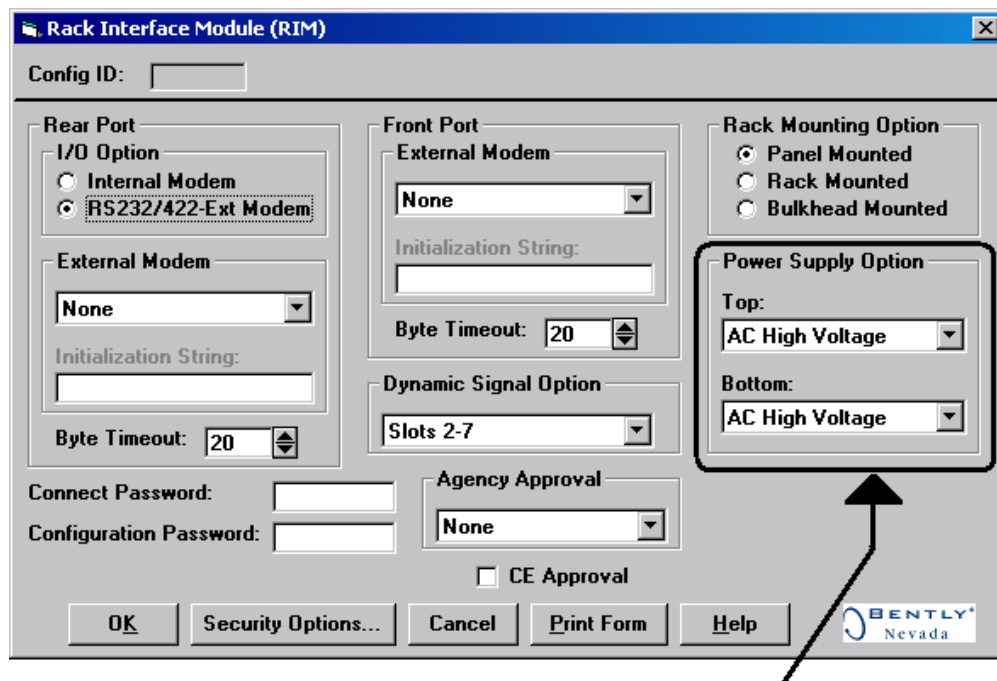 Rack Interface Module (RIM)
Config ID:
Rear Port
I/O Option
Internal Modem
RS232/422-Ext Modem
External Modem
None
Initialization String:
Byte Timeout: 20
Front Port
External Modem
None
Initialization String:
Byte Timeout: 20
Dynamic Signal Option
Slots 2-7
Rack Mounting Option
Panel Mounted
Rack Mounted
Bulkhead Mounted
Power Supply Option
Top:
AC High Voltage
Bottom:
AC High Voltage
Connect Password:
Configuration Password:
Agency Approval
None
CE Approval
OK
Security Options...
Cancel
Print Form
Help
BENTLY
Nevada